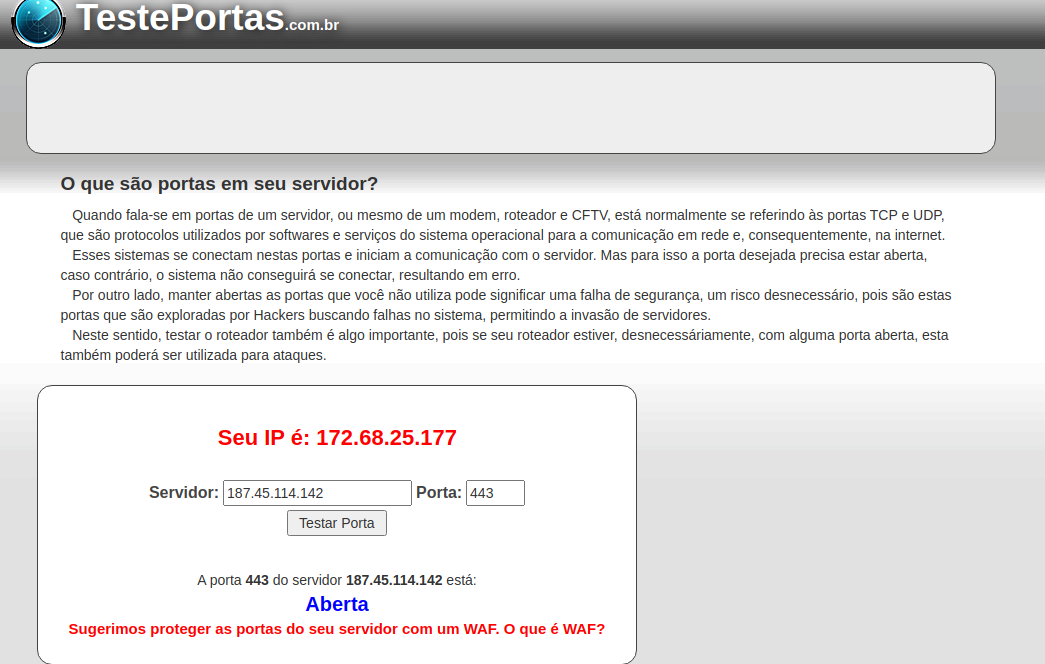 TestePortas.com.br
O que são portas em seu servidor?
Quando fala-se em portas de um servidor, ou mesmo de um modem, roteador e CFTV, está normalmente se referindo às portas TCP e UDP,
que são protocolos utilizados por softwares e serviços do sistema operacional para a comunicação em rede e, consequentemente, na internet.
Esses sistemas se conectam nestas portas e iniciam a comunicação com o servidor. Mas para isso a porta desejada precisa estar aberta,
caso contrário, o sistema não conseguirá se conectar, resultando em erro.
Por outro lado, manter abertas as portas que você não utiliza pode significar uma falha de segurança, um risco desnecessário, pois são estas
portas que são exploradas por Hackers buscando falhas no sistema, permitindo a invasão de servidores.
Neste sentido, testar o roteador também é algo importante, pois se seu roteador estiver, desnecessáriamente, com alguma porta aberta, esta
também poderá ser utilizada para ataques.
Seu IP é: 172.68.25.177
Servidor: 187.45.114.142 Porta: 443
Testar Porta
A porta 443 do servidor 187.45.114.142 está:
Aberta
Sugerimos proteger as portas do seu servidor com um WAF. O que é WAF?